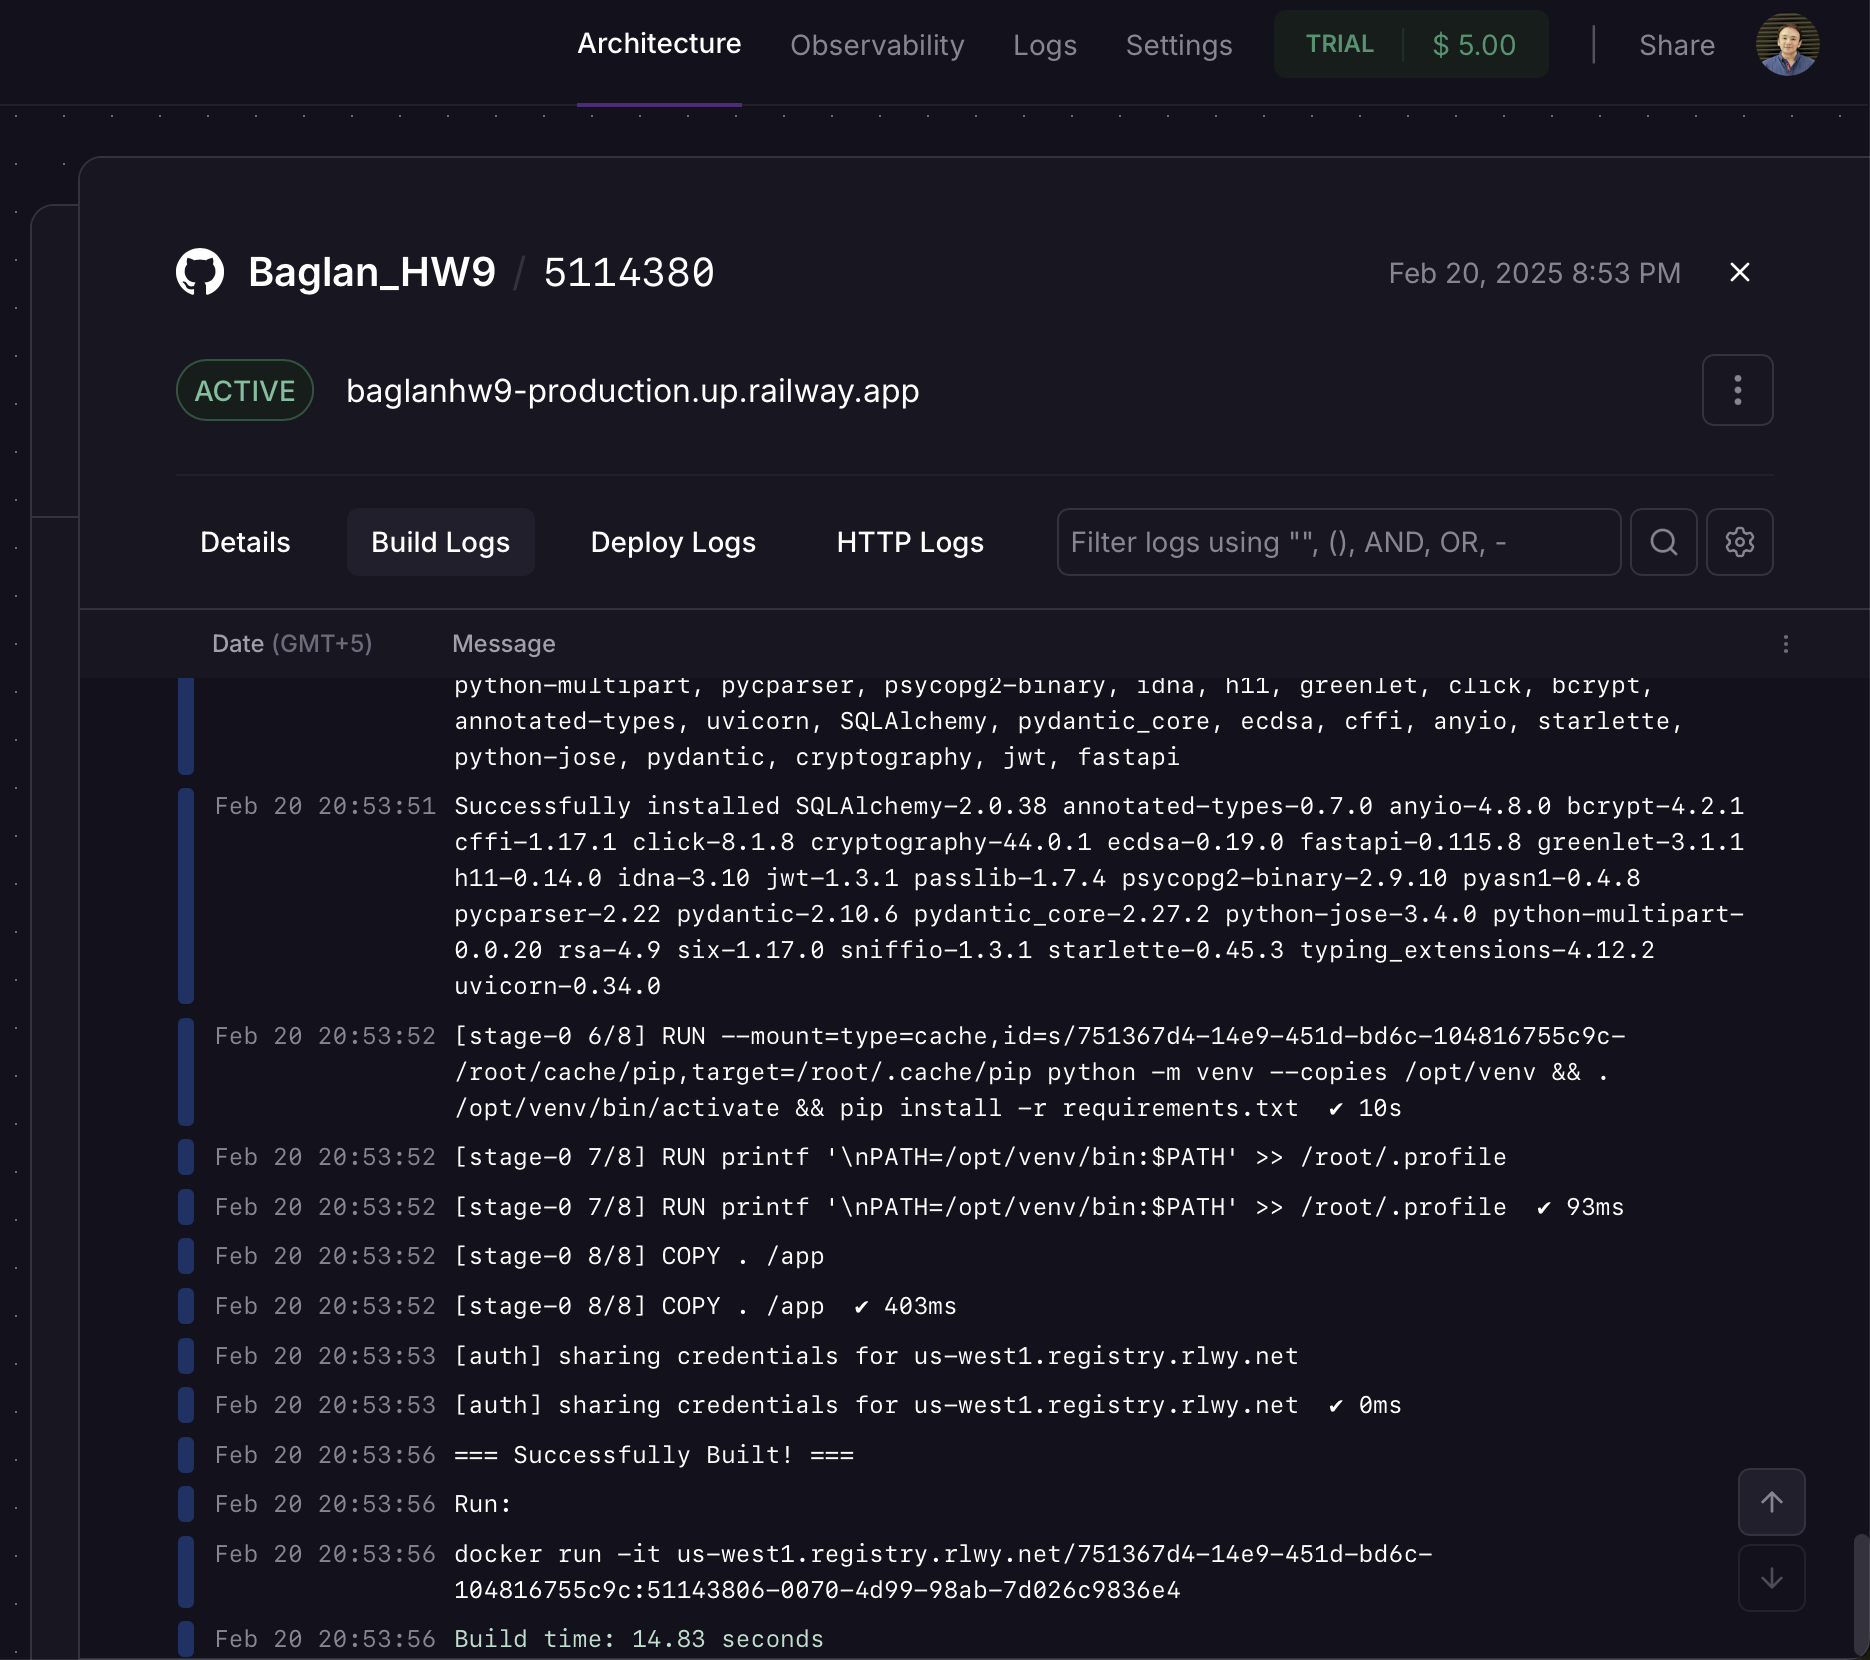 Architecture Observability Logs Settings TRIAL $ 5.00 Share
Baglan_HW9 / 5114380 Feb 20, 2025 8:53 PM
ACTIVE baglanhw9-production.up.railway.app
Details Build Logs Deploy Logs HTTP Logs Filter logs using "", (), AND, OR, -
Date (GMT+5) Message
python-multipart, pycparser, psycopg2-binary, idna, h11, greenlet, click, bcrypt,
annotated-types, uvicorn, SQLAlchemy, pydantic_core, ecdsa, cffi, anyio, starlette,
python-jose, pydantic, cryptography, jwt, fastapi
Feb 20 20:53:51 Successfully installed SQLAlchemy-2.0.38 annotated-types-0.7.0 anyio-4.8.0 bcrypt-4.2.1
cffi-1.17.1 click-8.1.8 cryptography-44.0.1 ecdsa-0.19.0 fastapi-0.115.8 greenlet-3.1.1
h11-0.14.0 idna-3.10 jwt-1.3.1 passlib-1.7.4 psycopg2-binary-2.9.10 pyasn1-0.4.8
pycparser-2.22 pydantic-2.10.6 pydantic_core-2.27.2 python-jose-3.4.0 python-multipart-
0.0.20 rsa-4.9 six-1.17.0 sniffio-1.3.1 starlette-0.45.3 typing_extensions-4.12.2
uvicorn-0.34.0
Feb 20 20:53:52 [stage-0 6/8] RUN --mount=type=cache,id=s/751367d4-14e9-451d-bd6c-104816755c9c-
/root/cache/pip,target=/root/.cache/pip python -m venv --copies /opt/venv && .
/opt/venv/bin/activate && pip install -r requirements.txt ✔ 10s
Feb 20 20:53:52 [stage-0 7/8] RUN printf '\nPATH=/opt/venv/bin:$PATH' >> /root/.profile
Feb 20 20:53:52 [stage-0 7/8] RUN printf '\nPATH=/opt/venv/bin:$PATH' >> /root/.profile ✔ 93ms
Feb 20 20:53:52 [stage-0 8/8] COPY . /app
Feb 20 20:53:52 [stage-0 8/8] COPY . /app ✔ 403ms
Feb 20 20:53:53 [auth] sharing credentials for us-west1.registry.rlwy.net
Feb 20 20:53:53 [auth] sharing credentials for us-west1.registry.rlwy.net ✔ 0ms
Feb 20 20:53:56 === Successfully Built! ===
Feb 20 20:53:56 Run:
Feb 20 20:53:56 docker run -it us-west1.registry.rlwy.net/751367d4-14e9-451d-bd6c-
104816755c9c:51143806-0070-4d99-98ab-7d026c9836e4
Feb 20 20:53:56 Build time: 14.83 seconds